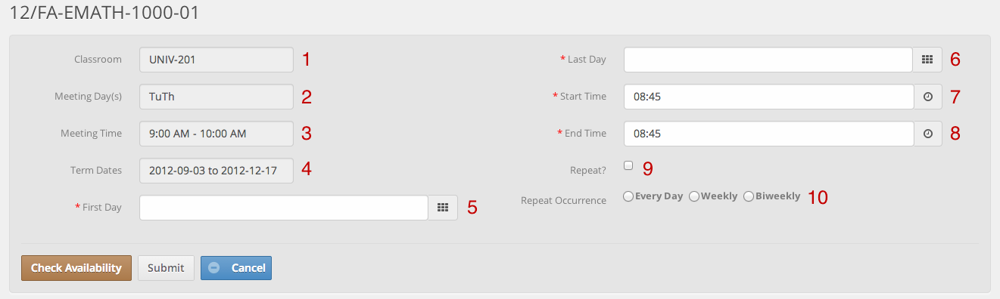 12/FA-EMATH-1000-01
Classroom UNIV-201 1
Meeting Day(s) TuTh 2
Meeting Time 9:00 AM - 10:00 AM 3
Term Dates 2012-09-03 to 2012-12-17 4
* First Day 5
* Last Day 6
* Start Time 08:45 7
* End Time 08:45 8
Repeat? 9
Repeat Occurrence Every Day Weekly Biweekly 10
Check Availability Submit Cancel